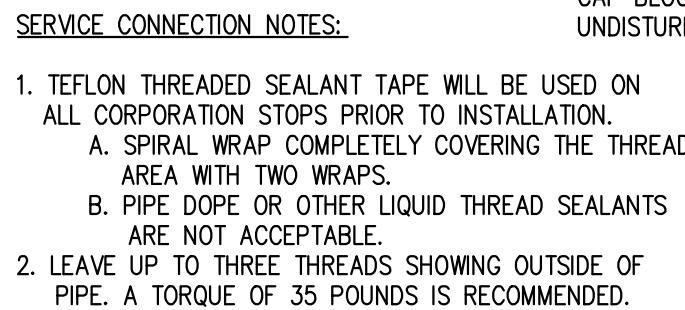 SERVICE CONNECTION NOTES:
1. TEFLON THREADED SEALANT TAPE WILL BE USED ON
ALL CORPORATION STOPS PRIOR TO INSTALLATION.
A. SPIRAL WRAP COMPLETELY COVERING THE THREAD
AREA WITH TWO WRAPS.
B. PIPE DOPE OR OTHER LIQUID THREAD SEALANTS
ARE NOT ACCEPTABLE.
2. LEAVE UP TO THREE THREADS SHOWING OUTSIDE OF
PIPE. A TORQUE OF 35 POUNDS IS RECOMMENDED.